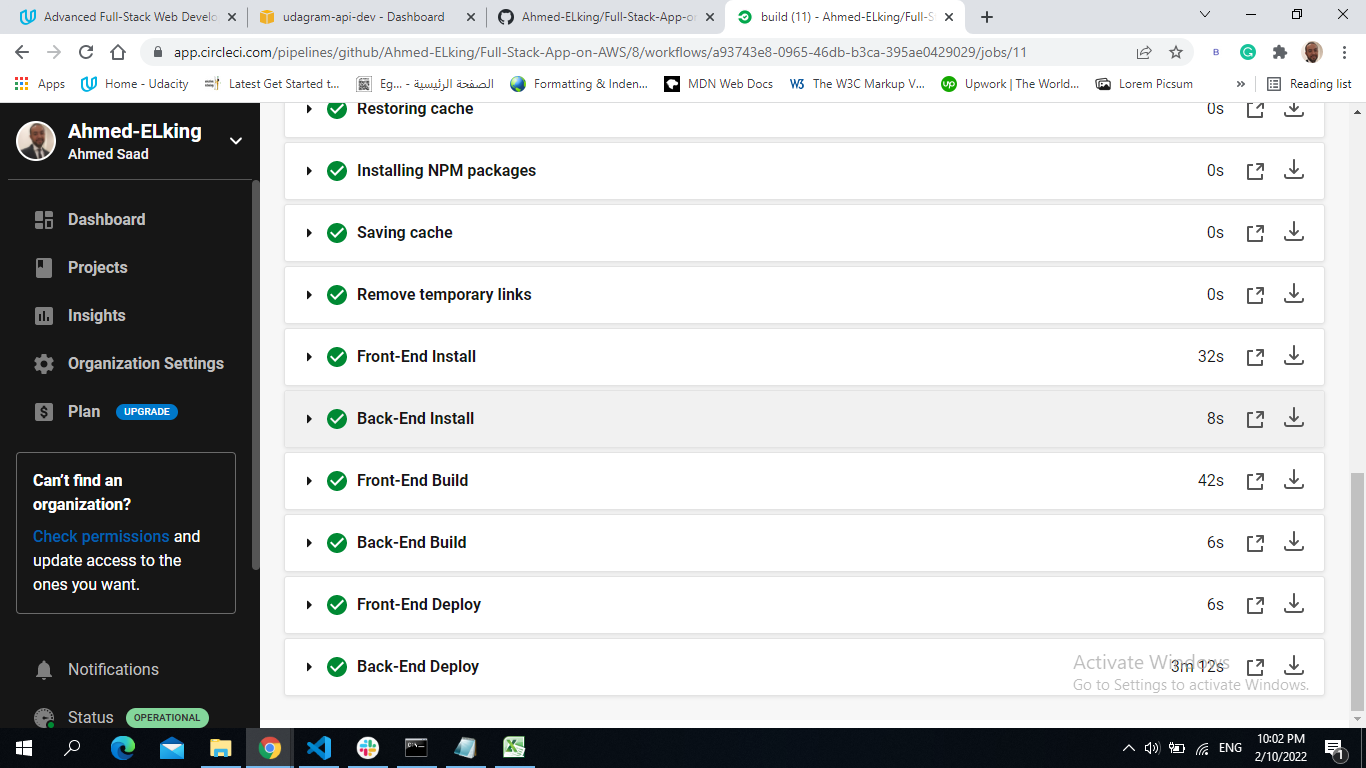 Advanced Full-Stack Web Develo
udagram-api-dev - Dashboard
Ahmed-ELking/Full-Stack-App-o
build (11) - Ahmed-ELking/Full-S
app.circleci.com/pipelines/github/Ahmed-ELking/Full-Stack-App-on-AWS/8/workflows/a93743e8-0965-46db-b3ca-395ae0429029/jobs/11
Apps
Home - Udacity
Latest Get Started t...
Eg... - الصفحة الرئيسية
Formatting & Inden...
MDN Web Docs
The W3C Markup V...
Upwork | The World...
Lorem Picsum
»
Reading list
Ahmed-ELking
Ahmed Saad
Dashboard
Projects
Insights
Organization Settings
Plan UPGRADE
Can't find an
organization?
Check permissions and
update access to the
ones you want.
Notifications
Status OPERATIONAL
Restoring cache 0s
Installing NPM packages 0s
Saving cache 0s
Remove temporary links 0s
Front-End Install 32s
Back-End Install 8s
Front-End Build 42s
Back-End Build 6s
Front-End Deploy 6s
Back-End Deploy 3m 12s
Activate Windows
Go to Settings to activate Windows.
ENG
10:02 PM
2/10/2022
1